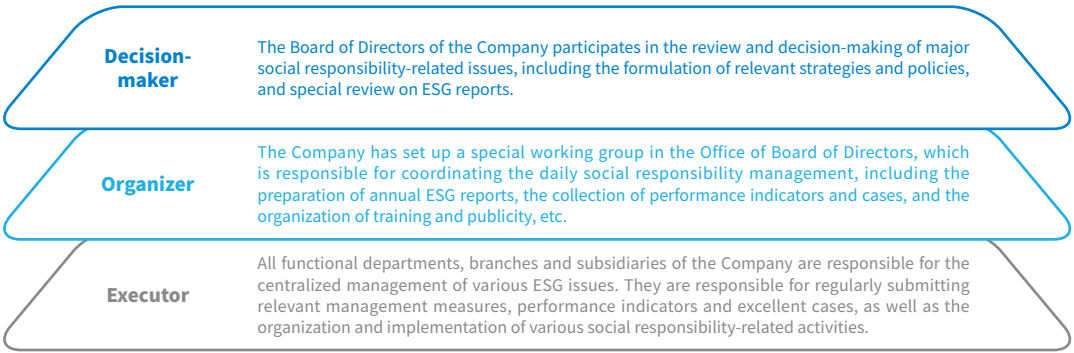 Decision-
maker
The Board of Directors of the Company participates in the review and decision-making of major
social responsibility-related issues, including the formulation of relevant strategies and policies,
and special review on ESG reports.
Organizer
The Company has set up a special working group in the Office of Board of Directors, which
is responsible for coordinating the daily social responsibility management, including the
preparation of annual ESG reports, the collection of performance indicators and cases, and the
organization of training and publicity, etc.
Executor
All functional departments, branches and subsidiaries of the Company are responsible for the
centralized management of various ESG issues. They are responsible for regularly submitting
relevant management measures, performance indicators and excellent cases, as well as the
organization and implementation of various social responsibility-related activities.